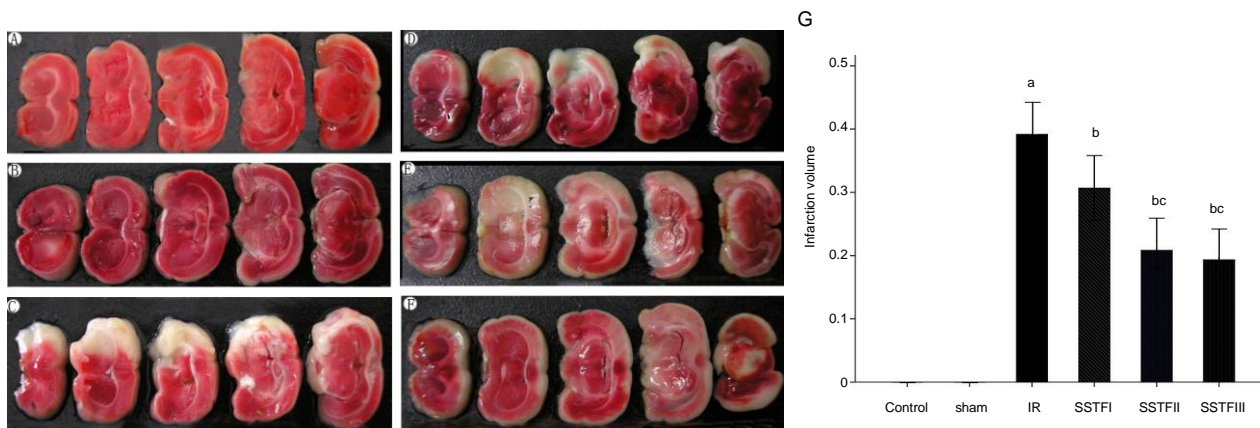 A
B
C
D
E
F
G
Infarction volume
0.5
0.4
0.3
0.2
0.1
0
a
b
bc
bc
Control sham IR SSTFI SSTFII SSTFIII